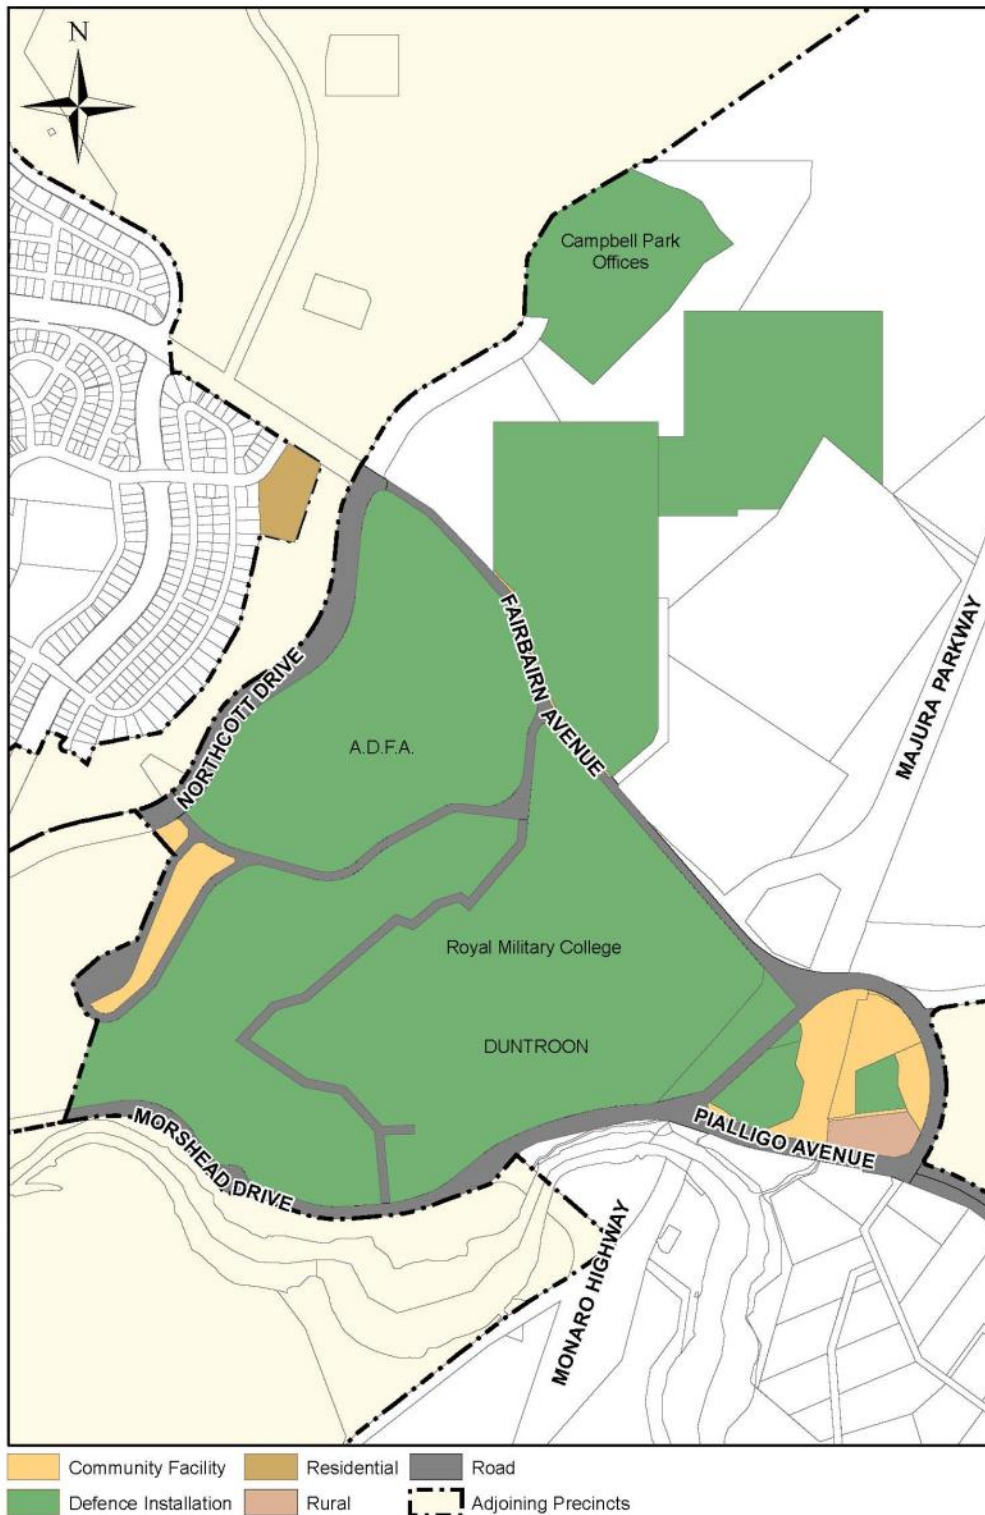 N
Campbell Park
Offices
FAIRBAIRN AVENUE
MAJURA PARKWAY
NORTHCOTT DRIVE
A.D.F.A.
Royal Military College
DUNTROON
MORSHEAD DRIVE
PIALLIGO AVENUE
MONARO HIGHWAY
Community Facility
Residential
Road
Defence Installation
Rural
Adjoining Precincts